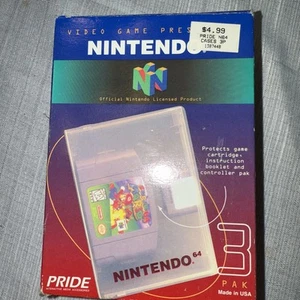 VIDEO GAME PRES
NINTENDO
$4.99
PRIDE N64
CASES 3P
Official Nintendo Licensed Product
Protects game
cartridge,
instruction
booklet and
controller pak
NINTENDO 64
3
PAK
Made in USA
PRIDE